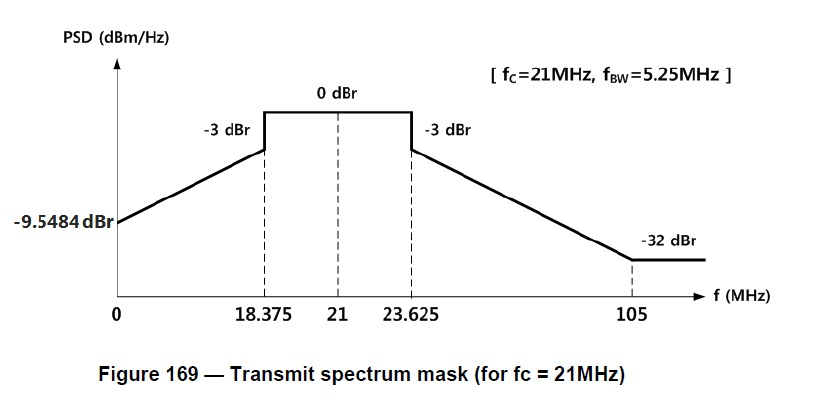 PSD (dBm/Hz)
[ fC=21MHz, fBW=5.25MHz ]
0 dBr
-3 dBr
-3 dBr
-9.5484 dBr
-32 dBr
f (MHz)
0
18.375
21
23.625
105
Figure 169 — Transmit spectrum mask (for fc = 21MHz)